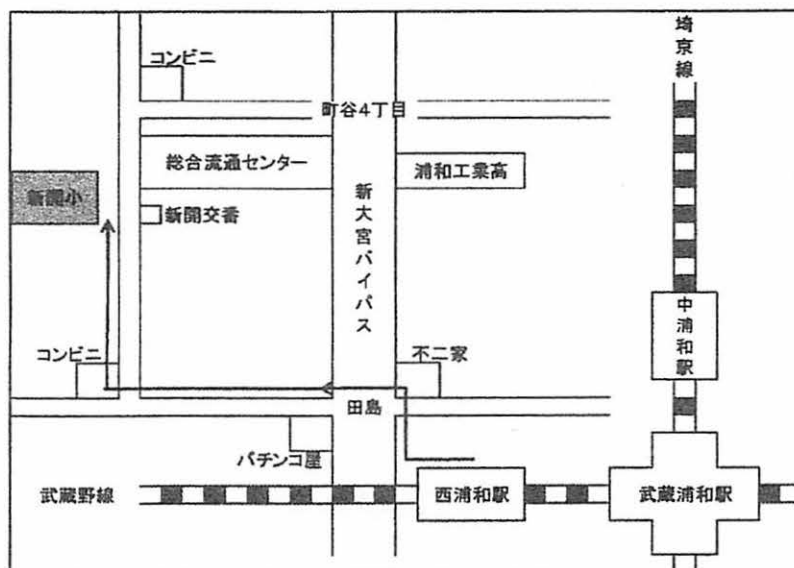 埼京線
コンビニ
町谷4丁目
総合流通センター
浦和工業高
新開小
新開交番
新大宮バイパス
中浦和駅
コンビニ
不二家
田島
パチンコ屋
武蔵野線
西浦和駅
武蔵浦和駅